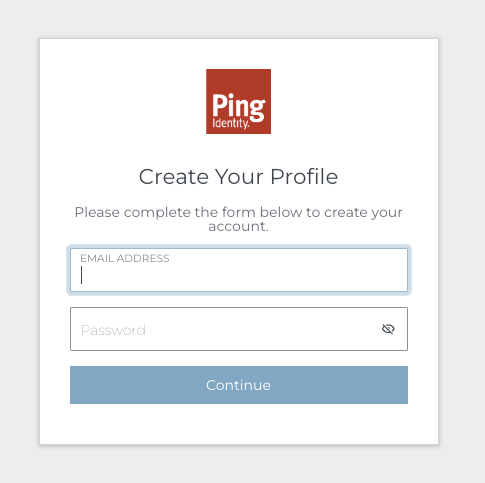 Ping
Identity.
Create Your Profile
Please complete the form below to create your
account.
EMAIL ADDRESS
Password
Continue